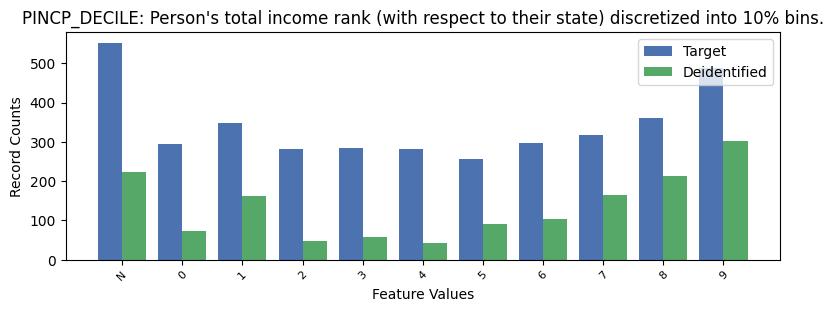 PINCP_DECILE: Person's total income rank (with respect to their state) discretized into 10% bins.
Target
Deidentified
Record Counts
500
400
300
200
100
0
N 0 1 2 3 4 5 6 7 8 9
Feature Values